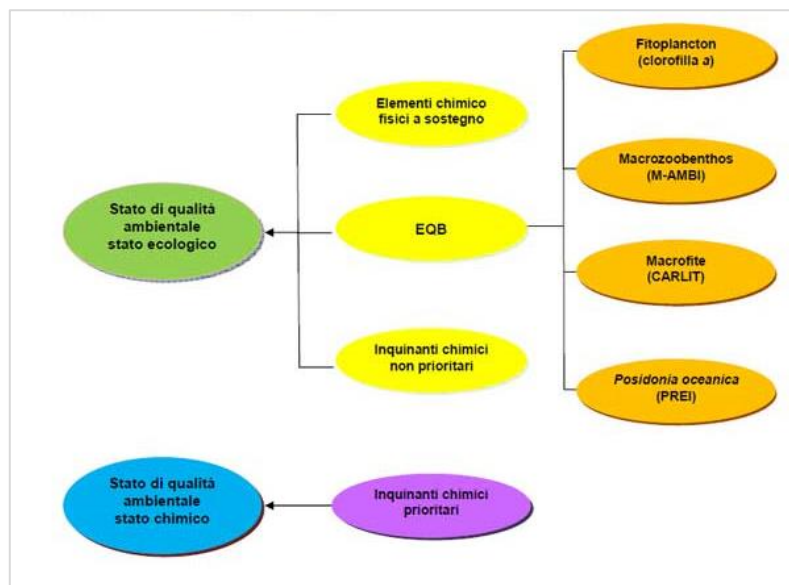 Fitoplancton
(clorofilla a)
Elementi chimico
fisici a sostegno
Macrozoobenthos
(M-AMBI)
Stato di qualità
ambientale
stato ecologico
EQB
Macrofite
(CARLIT)
Inquinanti chimici
non prioritari
Posidonia oceanica
(PREI)
Stato di qualità
ambientale
stato chimico
Inquinanti chimici
prioritari